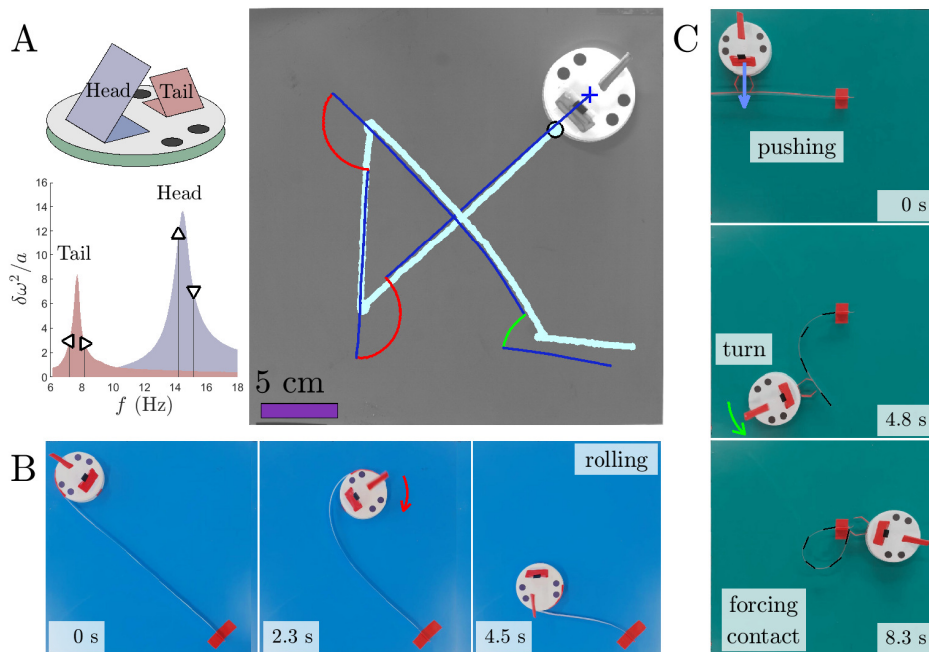 A
Head
Tail
16
14
12
10
8
6
4
2
0
δω²/a
Tail
Head
6
8
10
12
14
16
18
f (Hz)
5 cm
B
0 s
2.3 s
rolling
4.5 s
C
pushing
0 s
turn
4.8 s
forcing
contact
8.3 s